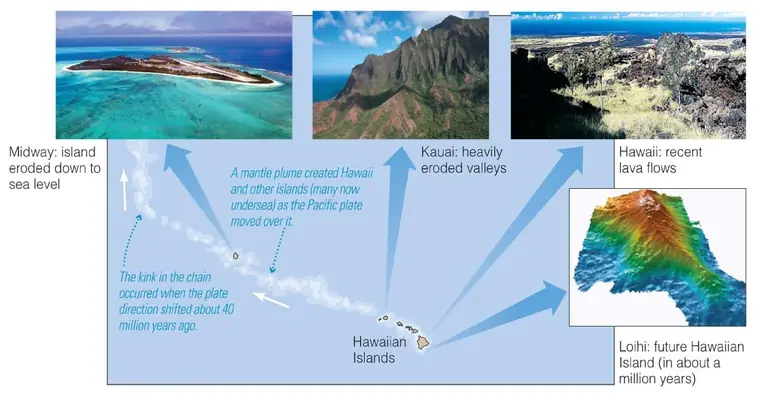 Midway: island
eroded down to
sea level
Kauai: heavily
eroded valleys
Hawaii: recent
lava flows
A mantle plume created Hawaii
and other islands (many now
undersea) as the Pacific plate
moved over it.
The kink in the chain
occurred when the plate
direction shifted about 40
million years ago.
Hawaiian
Islands
Loihi: future Hawaiian
Island (in about a
million years)